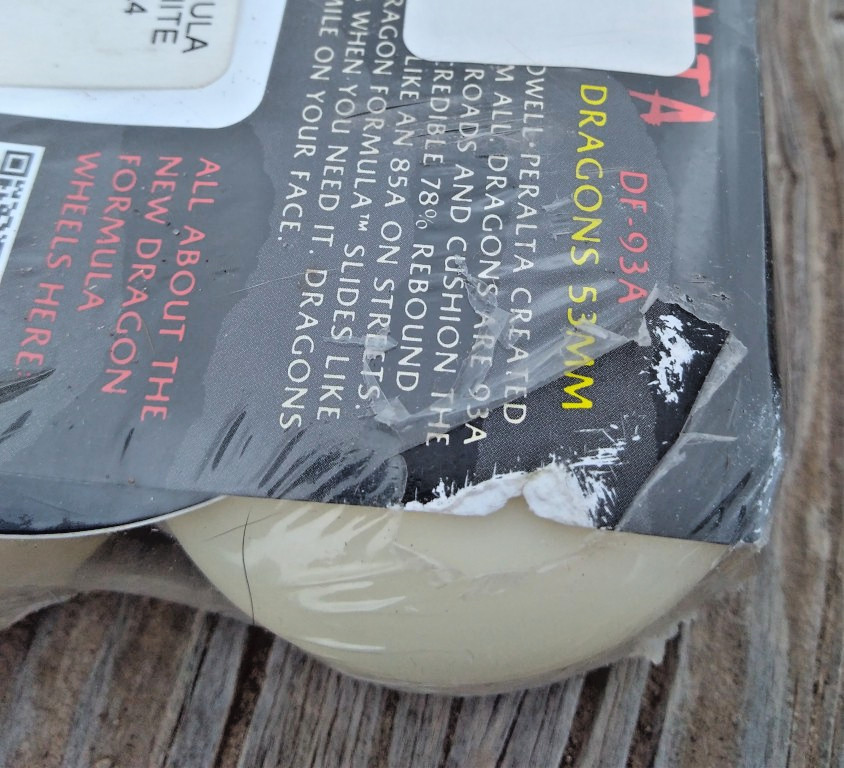 DF-93A
DRAGONS 53MM
OWELL PERALTA CREATED
M ALL DRAGONS ARE 93A
ROADS AND CUSHION THE
CREDIBLE 78% REBOUND
LIKE AN 85A ON STREETS.
RAGON FORMULA™ SLIDES LIKE
WHEN YOU NEED IT. DRAGONS
MILE ON YOUR FACE.
ALL ABOUT THE
NEW DRAGON
FORMULA
WHEELS HERE
ULA
ITE
4